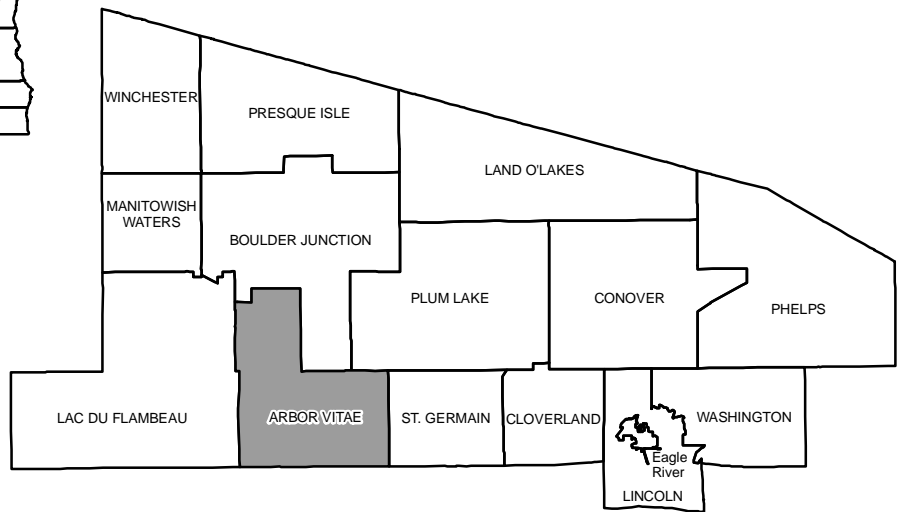 WINCHESTER
PRESQUE ISLE
LAND O'LAKES
MANITOWISH
WATERS
BOULDER JUNCTION
PLUM LAKE
CONOVER
PHELPS
LAC DU FLAMBEAU
ARBOR VITAE
ST. GERMAIN
CLOVERLAND
WASHINGTON
Eagle
River
LINCOLN